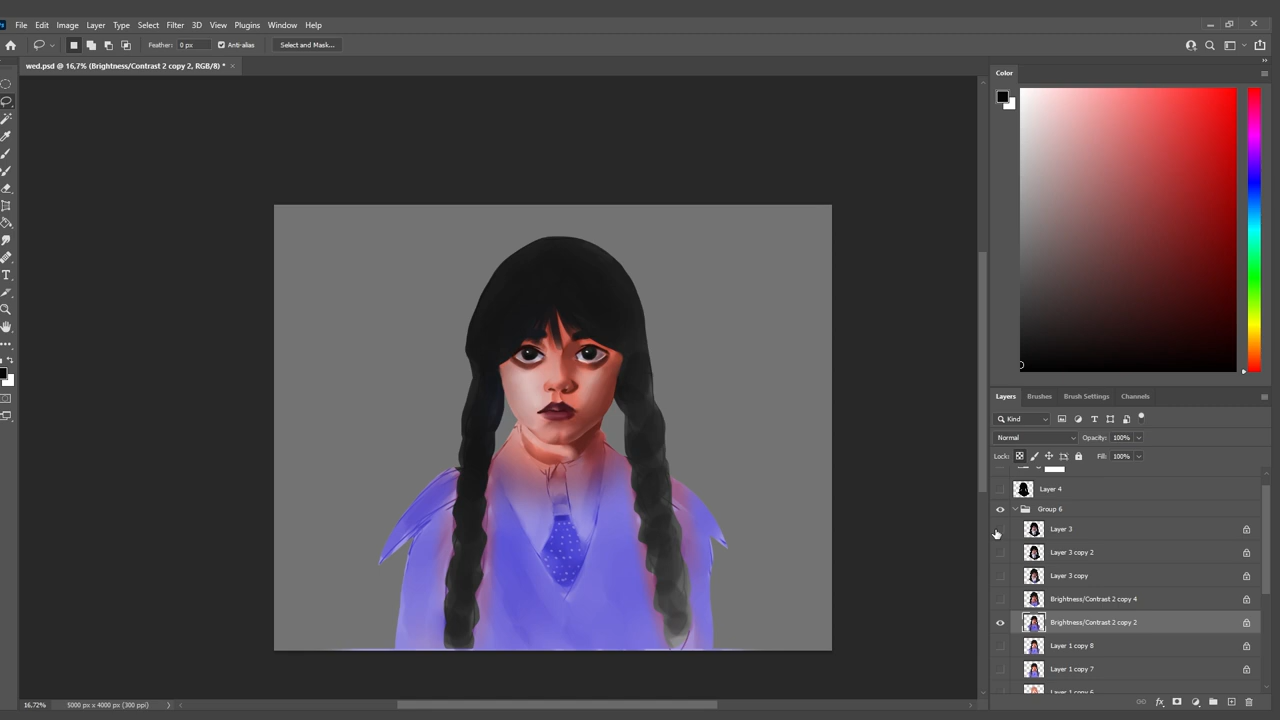 File Edit Image Layer Type Select Filter 3D View Plugins Window Help
Feather: 0 px Anti-alias Select and Mask...
wed.psd @ 16,7% (Brightness/Contrast 2 copy 2, RGB/8) * ×
Color
Layers Brushes Brush Settings Channels
Kind
Normal Opacity: 100%
Lock: Fill: 100%
Layer 4
Group 6
Layer 3
Layer 3 copy 2
Layer 3 copy
Brightness/Contrast 2 copy 4
Brightness/Contrast 2 copy 2
Layer 1 copy 8
Layer 1 copy 7
Layer 1 copy 6
16,72% 5000 px x 4000 px (300 ppi)